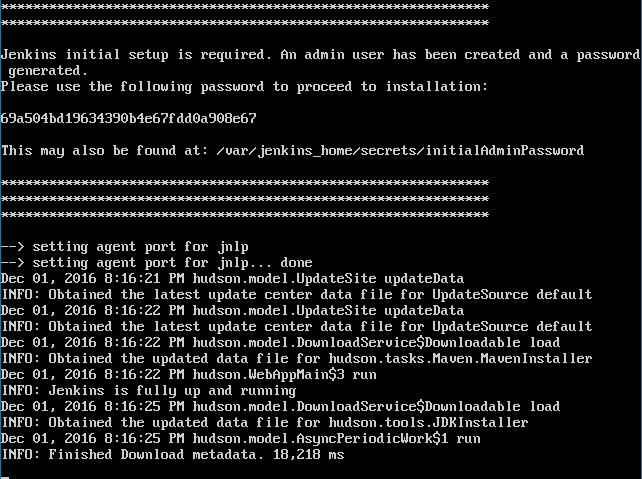 *************************************************************
*************************************************************
Jenkins initial setup is required. An admin user has been created and a password
 generated.
Please use the following password to proceed to installation:
69a504bd19634390b4e67fdd0a908e67
This may also be found at: /var/jenkins_home/secrets/initialAdminPassword
*************************************************************
*************************************************************
*************************************************************
--> setting agent port for jnlp
--> setting agent port for jnlp... done
Dec 01, 2016 8:16:21 PM hudson.model.UpdateSite updateData
INFO: Obtained the latest update center data file for UpdateSource default
Dec 01, 2016 8:16:22 PM hudson.model.UpdateSite updateData
INFO: Obtained the latest update center data file for UpdateSource default
Dec 01, 2016 8:16:22 PM hudson.model.DownloadService$Downloadable load
INFO: Obtained the updated data file for hudson.tasks.Maven.MavenInstaller
Dec 01, 2016 8:16:22 PM hudson.WebAppMain$3 run
INFO: Jenkins is fully up and running
Dec 01, 2016 8:16:25 PM hudson.model.DownloadService$Downloadable load
INFO: Obtained the updated data file for hudson.tools.JDKInstaller
Dec 01, 2016 8:16:25 PM hudson.model.AsyncPeriodicWork$1 run
INFO: Finished Download metadata. 18,218 ms